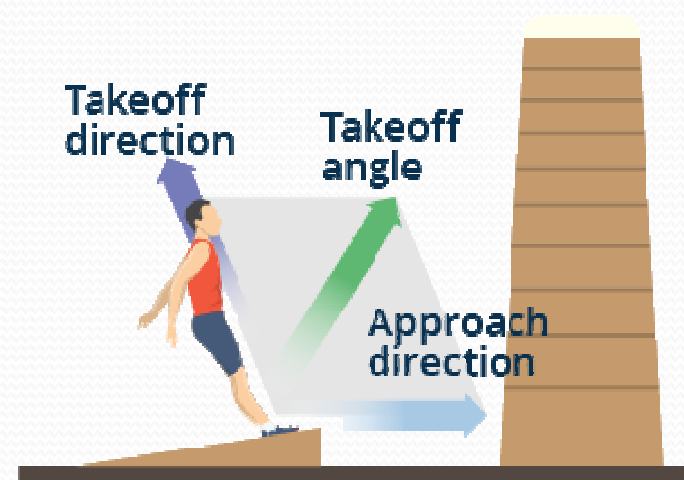 Takeoff
direction
Takeoff
angle
Approach
direction